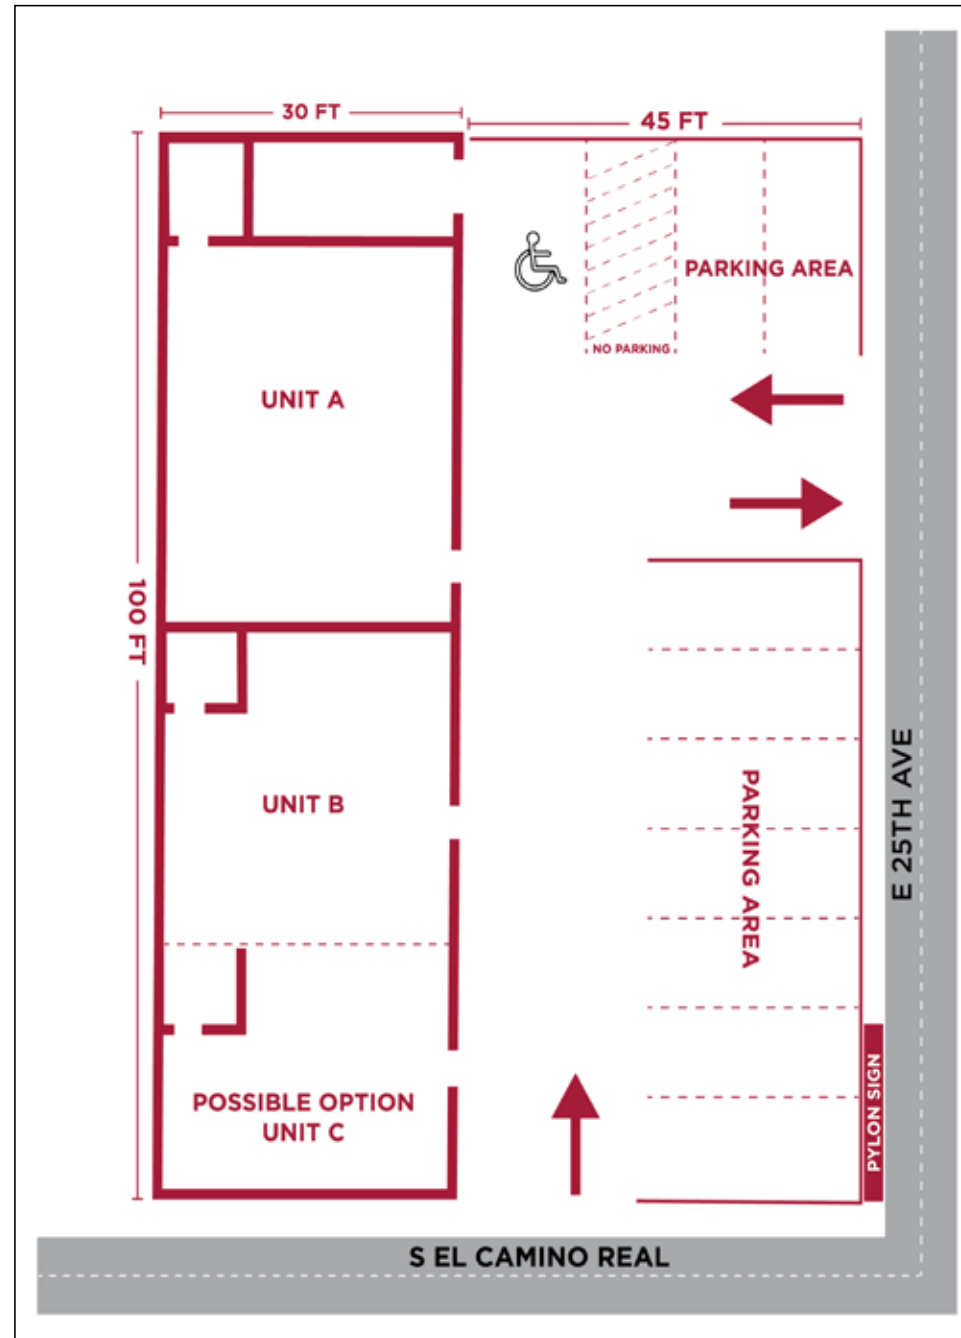 30 FT
45 FT
PARKING AREA
NO PARKING
UNIT A
100 FT
UNIT B
PARKING AREA
E 25TH AVE
POSSIBLE OPTION
UNIT C
PYLON SIGN
S EL CAMINO REAL